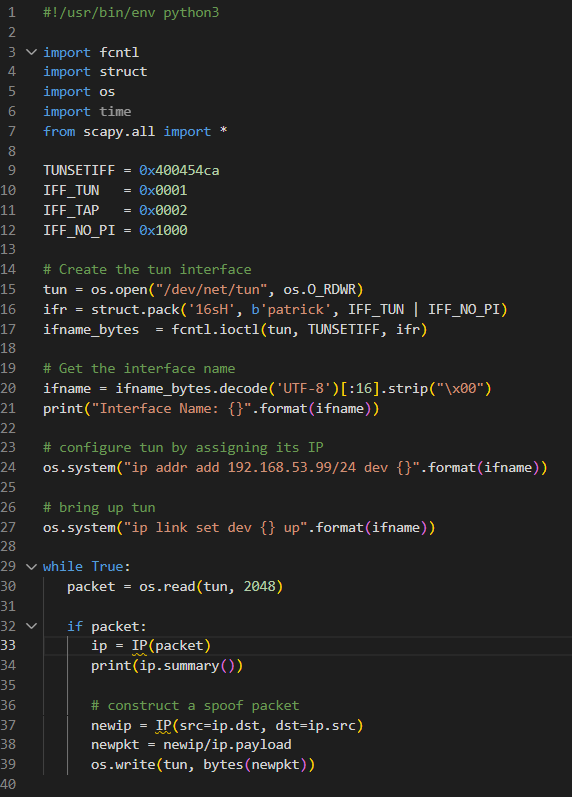 1 #!/usr/bin/env python3
2
3 import fcntl
4 import struct
5 import os
6 import time
7 from scapy.all import *
8
9 TUNSETIFF = 0x400454ca
10 IFF_TUN   = 0x0001
11 IFF_TAP   = 0x0002
12 IFF_NO_PI = 0x1000
13
14 # Create the tun interface
15 tun = os.open("/dev/net/tun", os.O_RDWR)
16 ifr = struct.pack('16sH', b'patrick', IFF_TUN | IFF_NO_PI)
17 ifname_bytes  = fcntl.ioctl(tun, TUNSETIFF, ifr)
18
19 # Get the interface name
20 ifname = ifname_bytes.decode('UTF-8')[:16].strip("\x00")
21 print("Interface Name: {}".format(ifname))
22
23 # configure tun by assigning its IP
24 os.system("ip addr add 192.168.53.99/24 dev {}".format(ifname))
25
26 # bring up tun
27 os.system("ip link set dev {} up".format(ifname))
28
29 while True:
30    packet = os.read(tun, 2048)
31
32    if packet:
33       ip = IP(packet)
34       print(ip.summary())
35
36       # construct a spoof packet
37       newip = IP(src=ip.dst, dst=ip.src)
38       newpkt = newip/ip.payload
39       os.write(tun, bytes(newpkt))
40